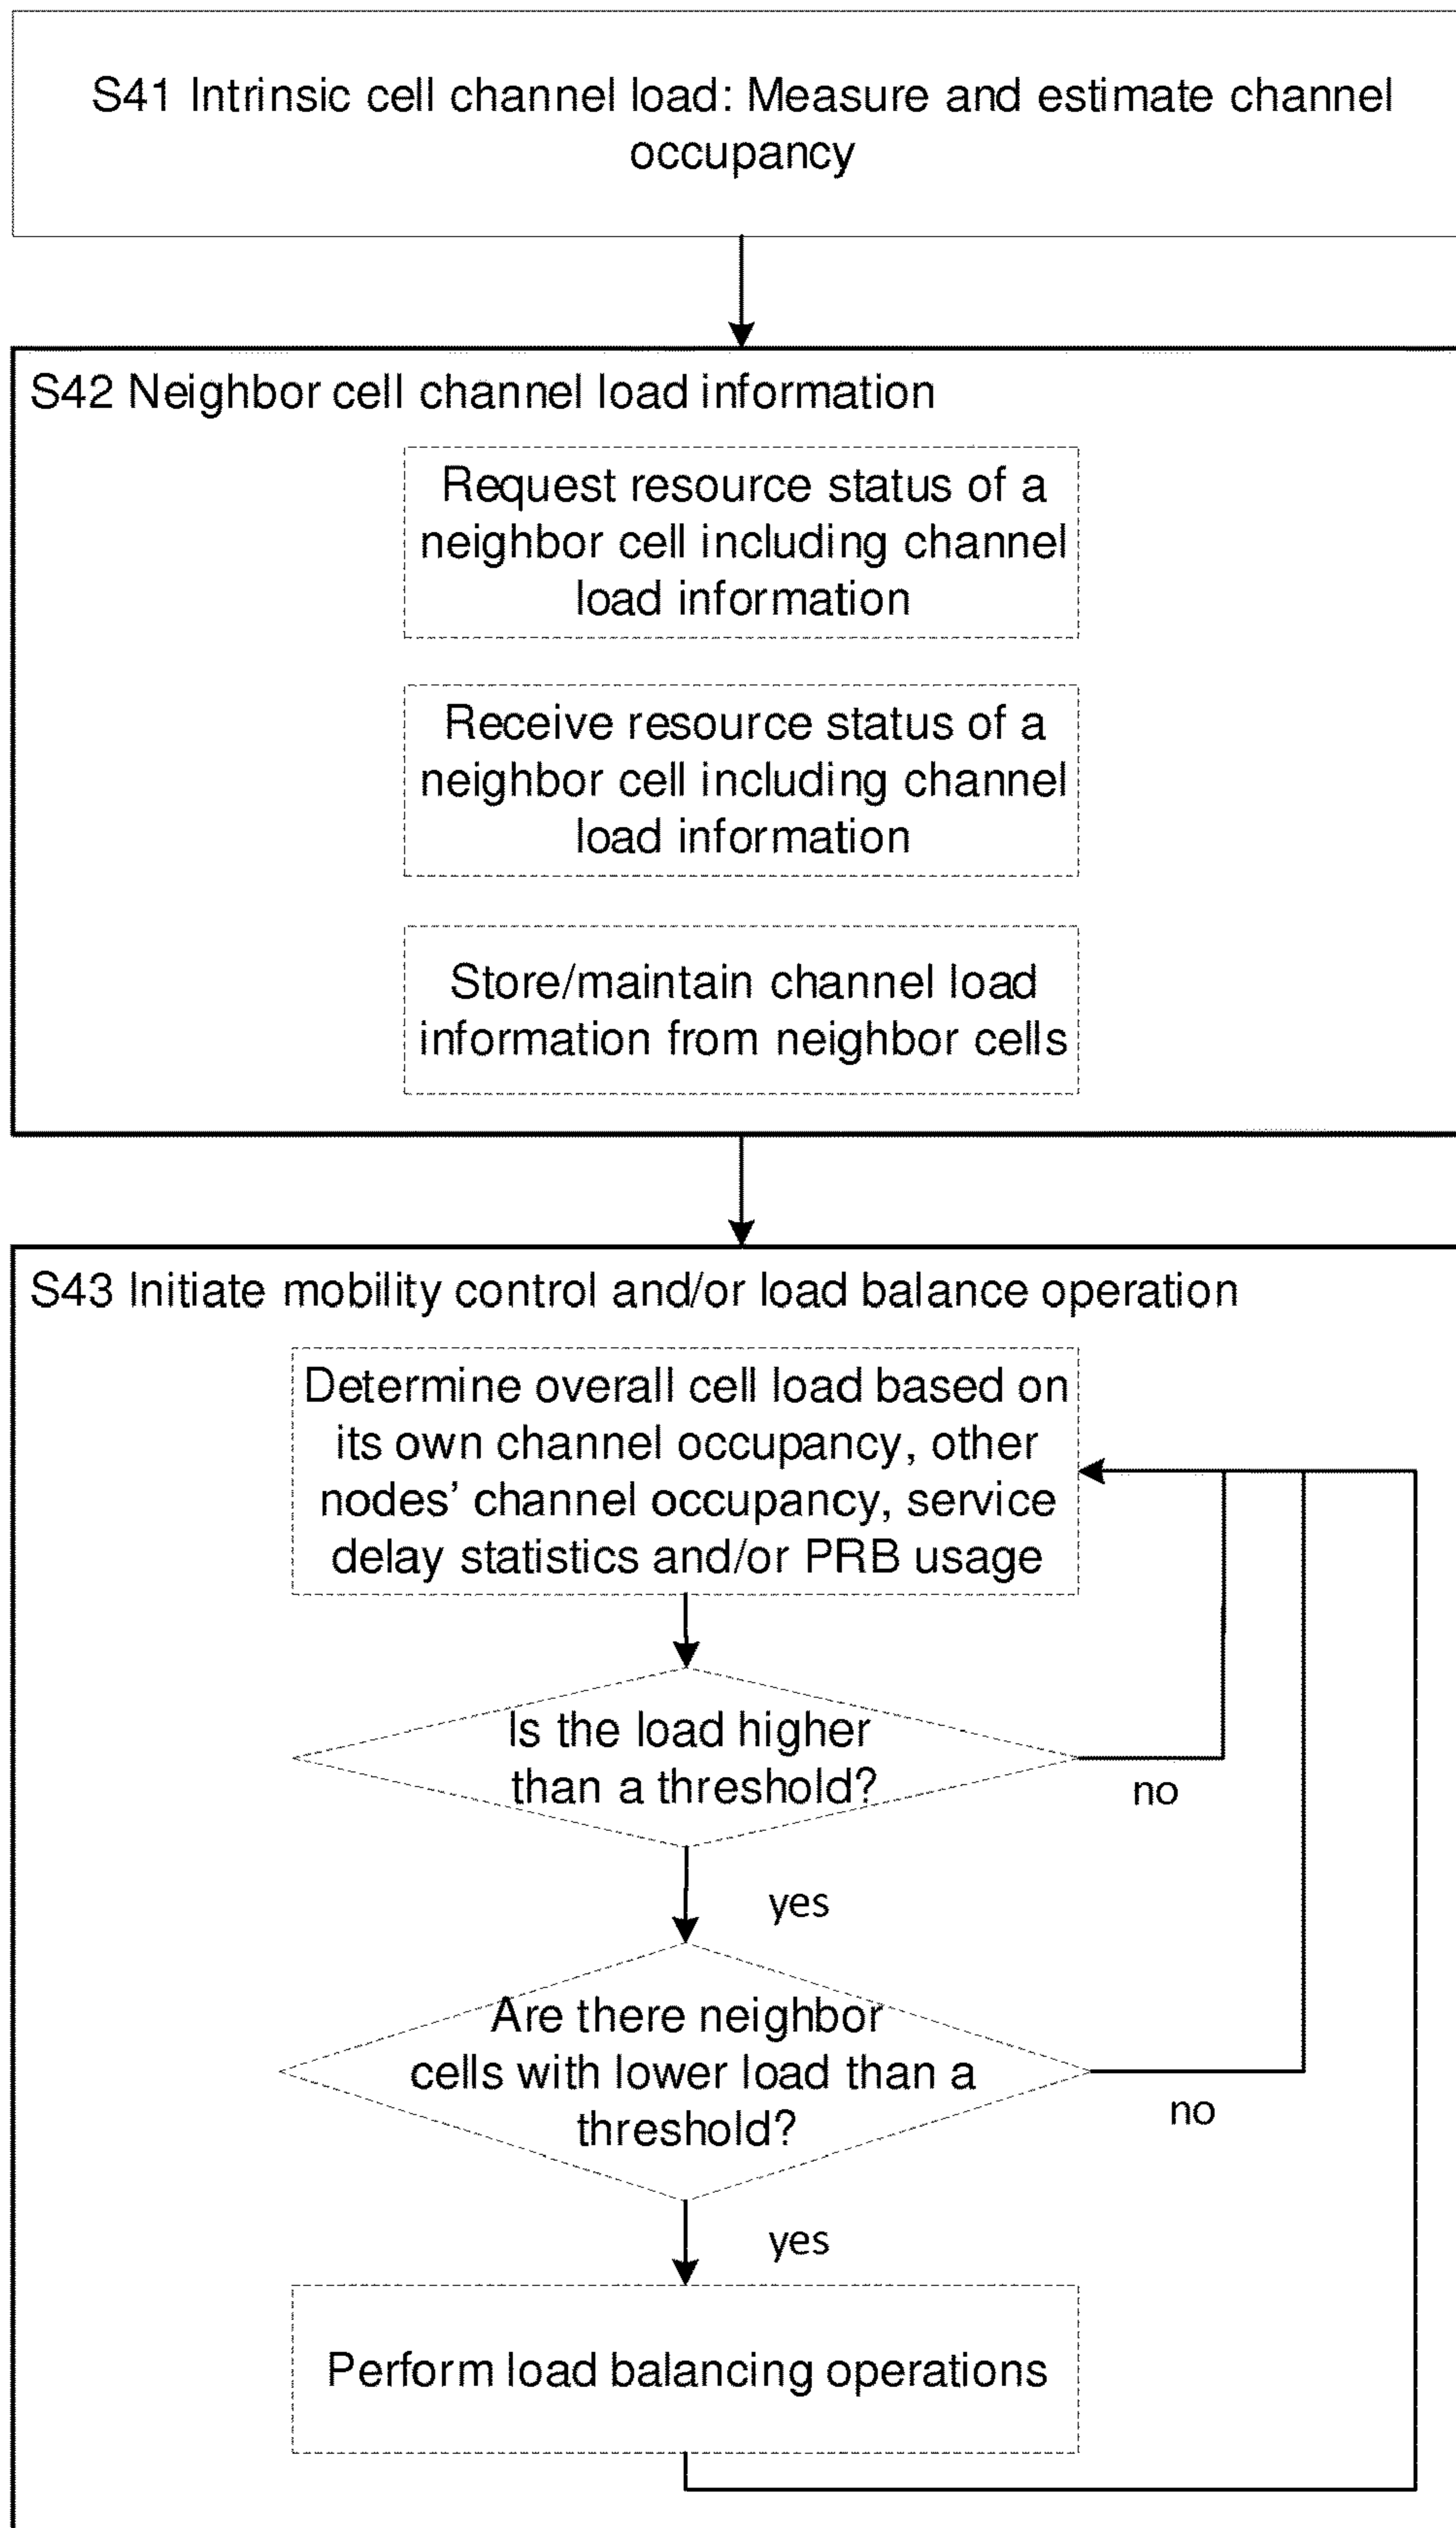 S41 Intrinsic cell channel load: Measure and estimate channel
occupancy
S42 Neighbor cell channel load information
Request resource status of a
neighbor cell including channel
load information
Receive resource status of a
neighbor cell including channel
load information
Store/maintain channel load
information from neighbor cells
S43 Initiate mobility control and/or load balance operation
Determine overall cell load based on
its own channel occupancy, other
nodes’ channel occupancy, service
delay statistics and/or PRB usage
Is the load higher
than a threshold?
no
yes
Are there neighbor
cells with lower load than a
threshold?
no
yes
Perform load balancing operations